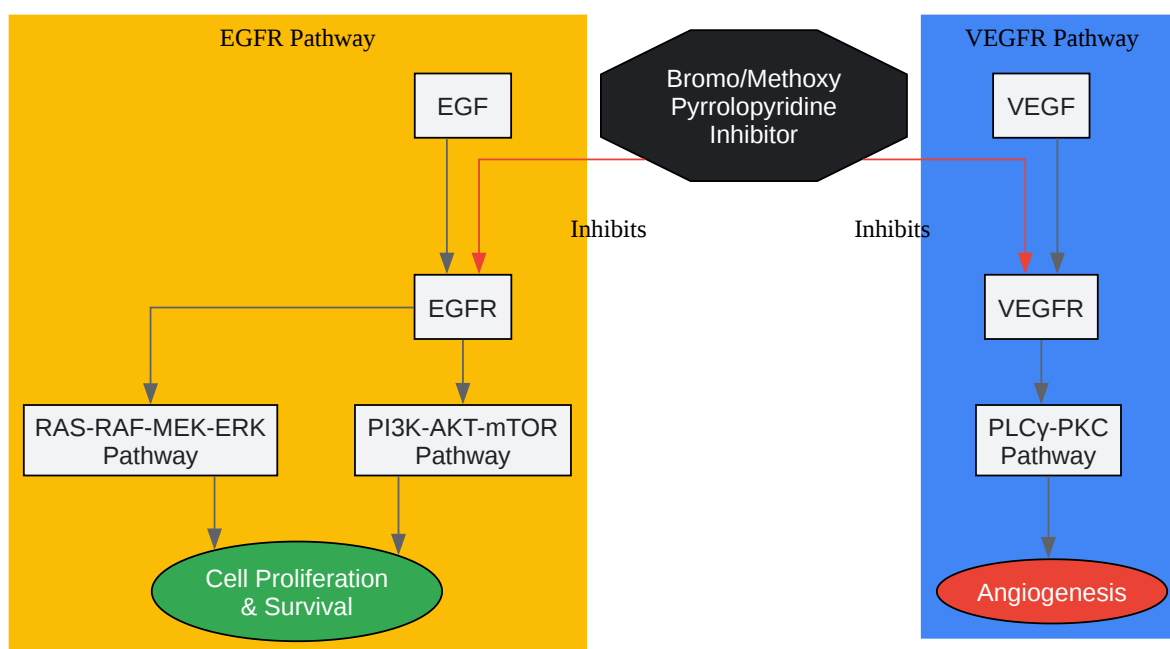 EGFR Pathway
VEGFR Pathway
Bromo/Methoxy
Pyrrolopyridine
Inhibitor
EGF
VEGF
Inhibits
Inhibits
EGFR
VEGFR
RAS-RAF-MEK-ERK
Pathway
PI3K-AKT-mTOR
Pathway
PLCγ-PKC
Pathway
Cell Proliferation
& Survival
Angiogenesis